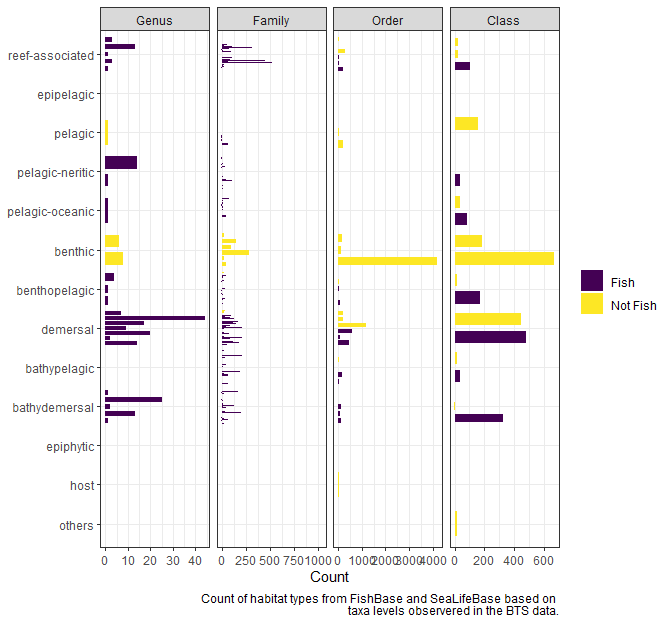 Genus Family Order Class
reef-associated
epipelagic
pelagic
pelagic-neritic
pelagic-oceanic
benthic
benthopelagic
demersal
bathypelagic
bathydemersal
epiphytic
host
others
0 10 20 30 40 0 250 500 750 1000 0 1000 2000 3000 4000 0 200 400 600
Count
Fish
Not Fish
Count of habitat types from FishBase and SeaLifeBase based on
taxa levels observered in the BTS data.